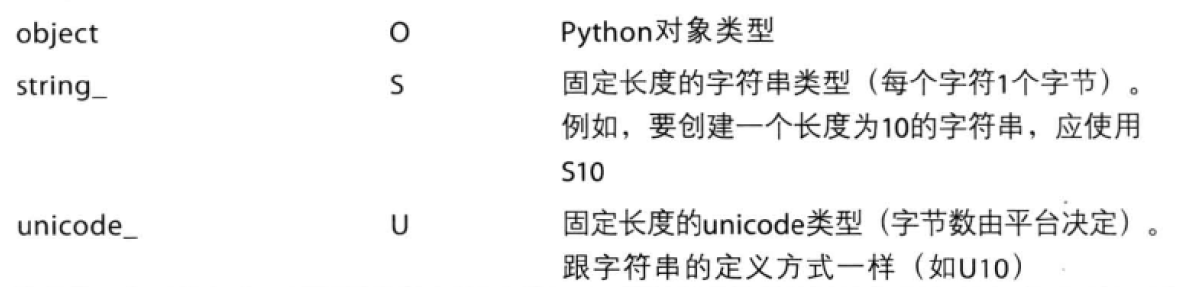 object O Python对象类型
string_ S 固定长度的字符串类型（每个字符1个字节）。
例如，要创建一个长度为10的字符串，应使用
S10
unicode_ U 固定长度的unicode类型（字节数由平台决定）。
跟字符串的定义方式一样（如U10）